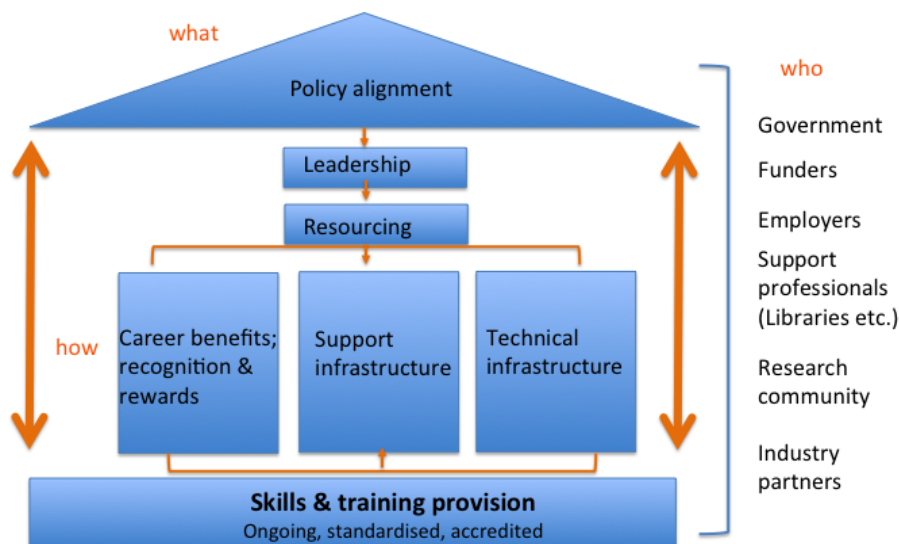 what
Policy alignment
Leadership
Resourcing
how
Career benefits;
recognition &
rewards
Support
infrastructure
Technical
infrastructure
Skills & training provision
Ongoing, standardised, accredited
who
Government
Funders
Employers
Support
professionals
(Libraries etc.)
Research
community
Industry
partners